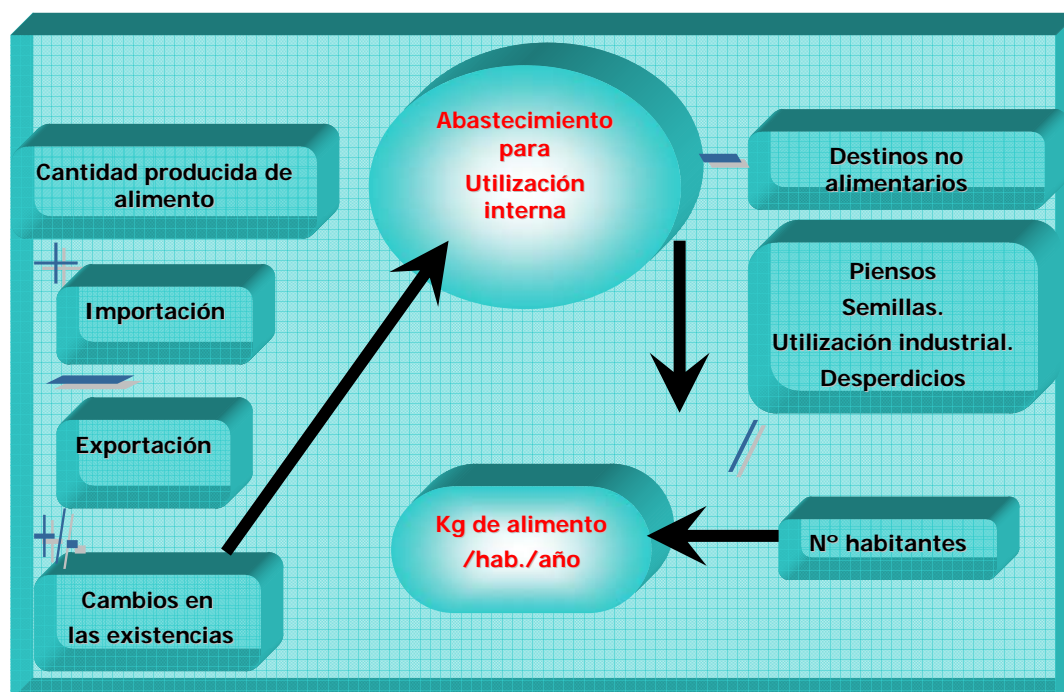 Cantidad producida de
alimento
Importación
Exportación
Cambios en
las existencias
Abastecimiento
para
Utilización
interna
Destinos no
alimentarios
Piensos
Semillas.
Utilización industrial.
Desperdicios
Kg de alimento
/hab./año
Nº habitantes